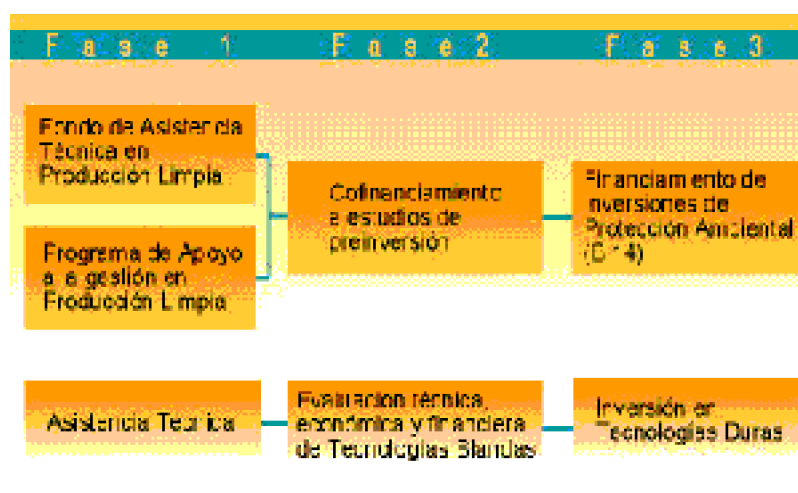 Fase 1
Fase 2
Fase 3
Fondo de Asistencia
Técnica en
Producción Limpia
Programa de Apoyo
a la gestión en
Producción Limpia
Cofinanciamiento
a estudios de
preinversión
Financiamiento de
Inversiones de
Protección Ambiental
Asistencia Técnica
Evaluación técnica,
económica y financiera
de Tecnologías Blandas
Inversión en
Tecnologías Duras